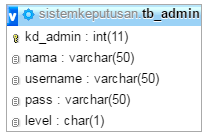 v sistemkeputusan.tb_admin
kd_admin : int(11)
nama : varchar(50)
username : varchar(50)
pass : varchar(50)
level : char(1)